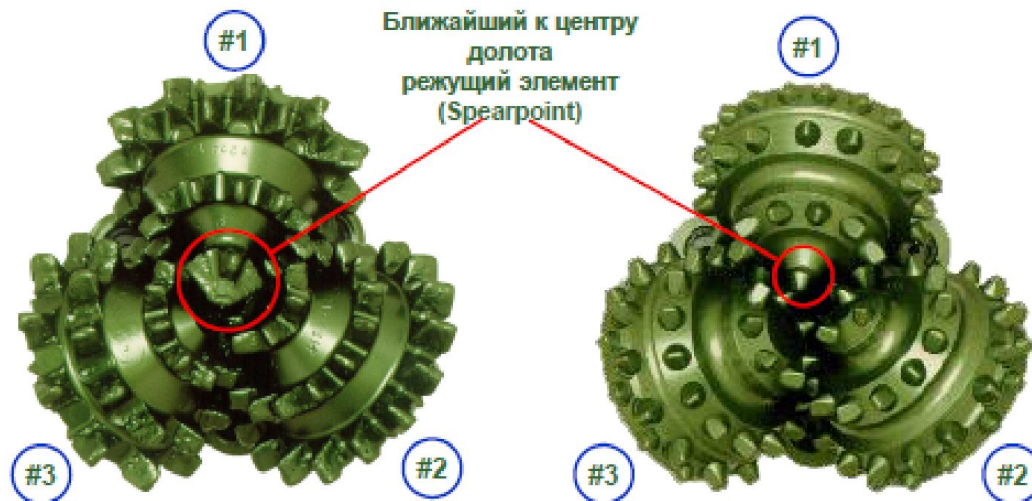 #1
Ближайший к центру
долота
режущий элемент
(Spearpoint)
#1
#3
#2
#3
#2